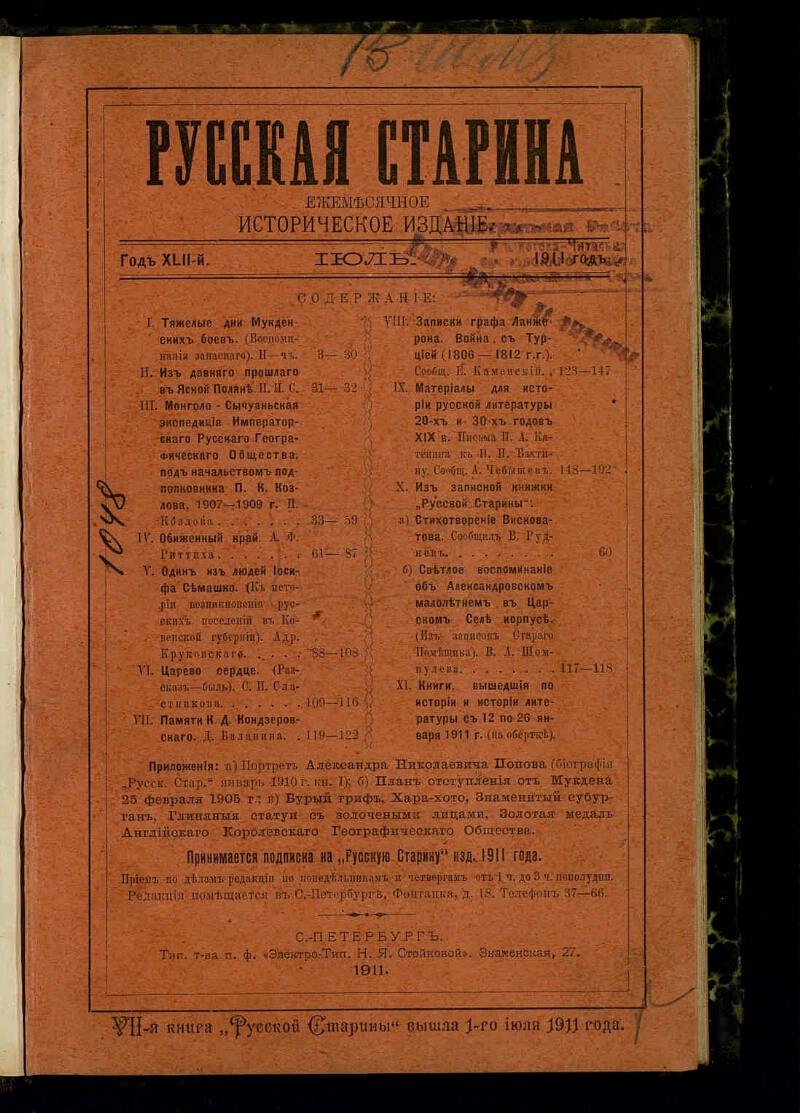 РУССКАЯ СТАРИНА
ЕЖЕМѢСЯЧНОЕ
ИСТОРИЧЕСКОЕ ИЗДАНІЕ.
Годъ XLII-й.
ІЮЛЬ.
1911 годъ.
СОДЕРЖАНІЕ:
I. Тяжелые дни Мукден-
скихъ боевъ. (Воспоми-
нанія запаснаго). П—чъ. 3— 30
II. Изъ давняго прошлаго
въ Ясной Полянѣ. П. И. С. 31— 32
III. Монголо-Сычуаньская
экспедиція Император-
скаго Русскаго Геогра-
фическаго Общества,
подъ начальствомъ под-
полковника П. К. Коз-
лова, 1907—1909 г. П.
Козлова . . . . . . 33— 59
IV. Обиженный край. А. Ф.
Риттиха . . . . . . 61— 87
V. Одинъ изъ людей Іоси-
фа Сѣмашко. (Къ исто-
ріи возникновенія рус-
скихъ поселеній въ Ко-
венской губерніи). Адр.
Круковскаго. . . . . 88—108
VI. Царево сердце. (Раз-
сказъ—быль). С. П. Сла-
стникова. . . . . . 109—116
VII. Памяти К. Д. Кондзеров-
скаго. Д. Баланина. . 119—122
VIII. Записки графа Ланже-
рона. Война съ Тур-
ціей (1806—1812 г.г.).
Сообщ. Е. Каменскій. . 123—147
IX. Матеріалы для исто-
ріи русской литературы
20-хъ и 30-хъ годовъ
XIX в. Письма П. А. Ка-
тенина къ Н. И. Бахти-
ну. Сообщ. А. Чебышевъ. 148—192
X. Изъ записной книжки
„Русской Старины“:
а) Стихотвореніе Вискова-
това. Сообщилъ В. Руд-
невъ. . . . . . . . 60
б) Свѣтлое воспоминаніе
объ Александровскомъ
малолѣтнемъ въ Цар-
скомъ Селѣ корпусѣ.
(Изъ записокъ Стараго
Помѣщика). В. А. Шом-
пулева. . . . . . . . 117—118
XI. Книги, вышедшія по
исторіи и исторіи лите-
ратуры съ 12 по 26 ян-
варя 1911 г. (на оберткѣ).
Приложенія: а) Портретъ Александра Николаевича Попова (біографія
„Русск. Стар.“ январь 1910 г. кн. I); б) Планъ отступленія отъ Мукдена
25 февраля 1905 г.; в) Бурый грифъ, Хара-хото, Знаменитый субур-
ганъ, Глиняныя статуи съ золочеными лицами, Золотая медаль
Англійскаго Королевскаго Географическаго Общества.
Принимается подписка на „Русскую Старину“ изд. 1911 года.
Пріемъ по дѣламъ редакціи по понедѣльникамъ и четвергамъ отъ 1 ч. до 3 ч. пополудни.
Редакція помѣщается въ С.-Петербургѣ, Фонтанка, д. 18. Телефонъ 37—66.
С.-ПЕТЕРБУРГЪ.
Тип. т-ва п. ф. «Электро-Тип. Н. Я. Стойковой». Знаменская, 27.
1911.
VII-я книга „Русской Старины“ вышла 1-го іюля 1911 года.